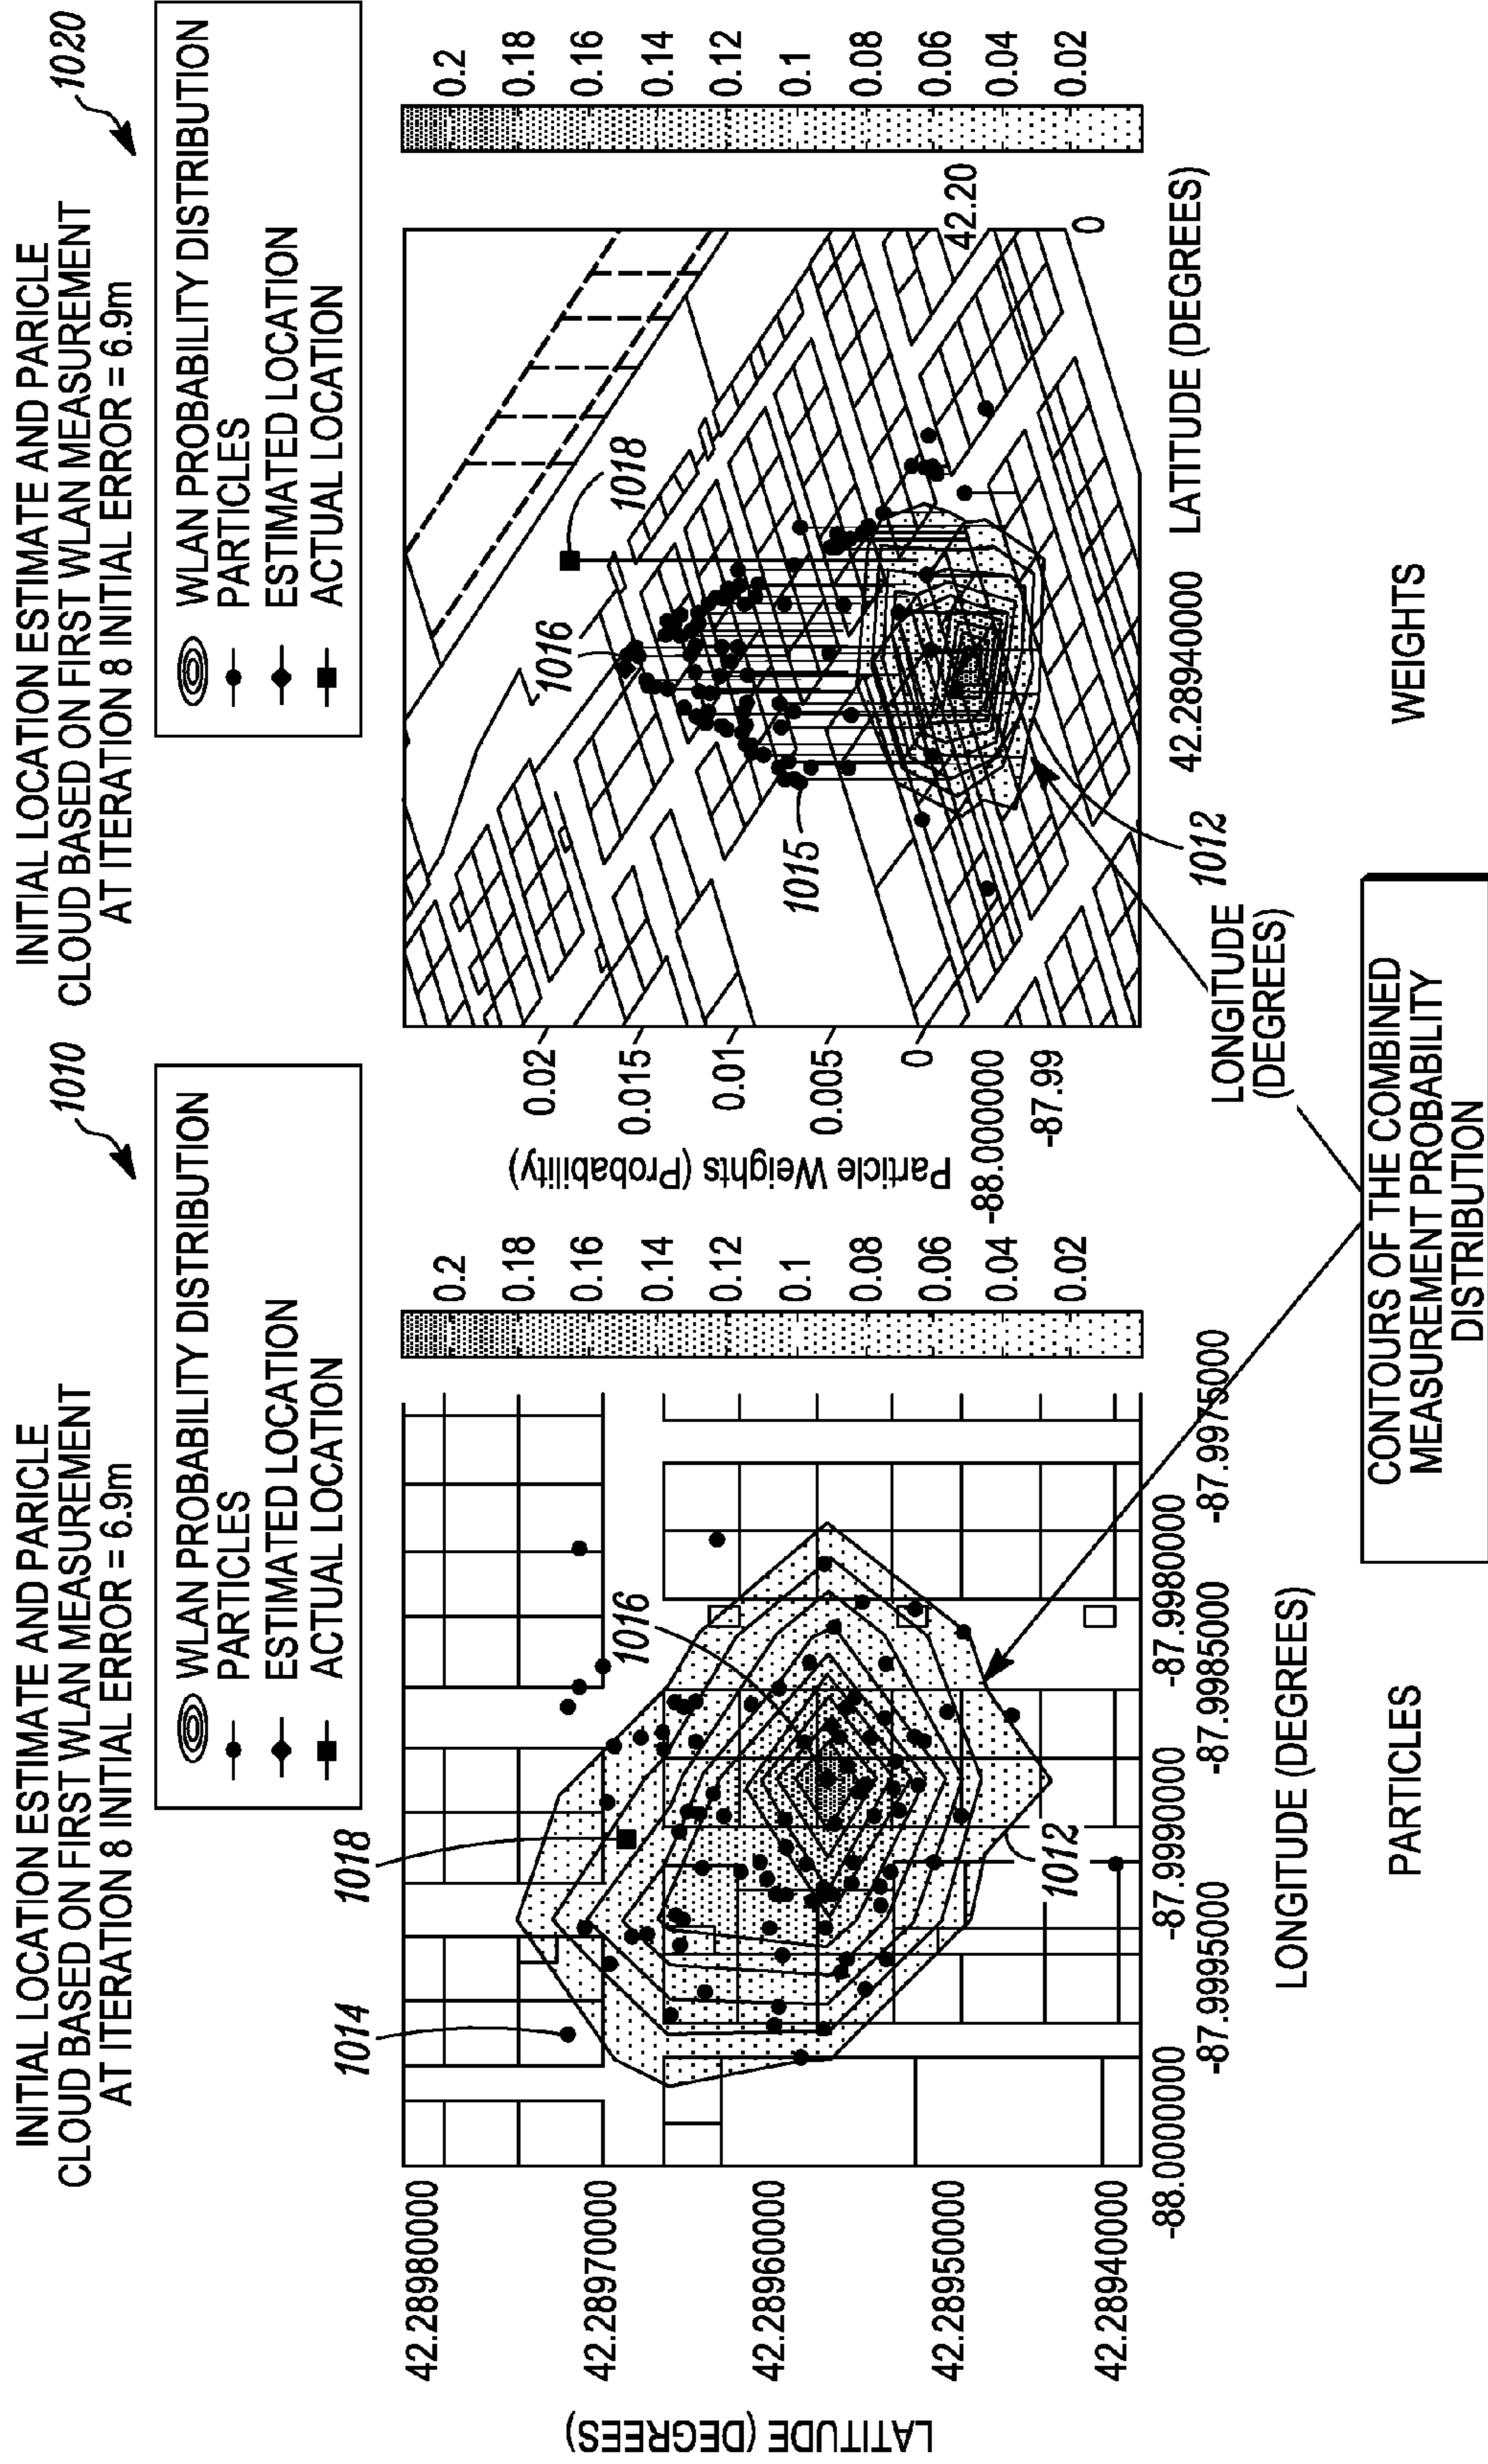 INITIAL LOCATION ESTIMATE AND PARICLE
CLOUD BASED ON FIRST WLAN MEASUREMENT
AT ITERATION 8 INITIAL ERROR = 6.9m
1010
WLAN PROBABILITY DISTRIBUTION
PARTICLES
ESTIMATED LOCATION
ACTUAL LOCATION
1014
1018
1016
1012
LATITUDE (DEGREES)
42.28980000
42.28970000
42.28960000
42.28950000
42.28940000
-88.0000000
-87.9995000
-87.9990000
-87.9985000
-87.9980000
-87.9975000
LONGITUDE (DEGREES)
0.2
0.18
0.16
0.14
0.12
0.1
0.08
0.06
0.04
0.02
PARTICLES
INITIAL LOCATION ESTIMATE AND PARICLE
CLOUD BASED ON FIRST WLAN MEASUREMENT
AT ITERATION 8 INITIAL ERROR = 6.9m
1020
WLAN PROBABILITY DISTRIBUTION
PARTICLES
ESTIMATED LOCATION
ACTUAL LOCATION
1016
1018
1015
1012
Particle Weights (Probability)
0.02
0.015
0.01
0.005
0
-88.000000
-87.99
LONGITUDE
(DEGREES)
42.28940000
42.20
0
LATITUDE (DEGREES)
0.2
0.18
0.16
0.14
0.12
0.1
0.08
0.06
0.04
0.02
WEIGHTS
CONTOURS OF THE COMBINED
MEASUREMENT PROBABILITY
DISTRIBUTION